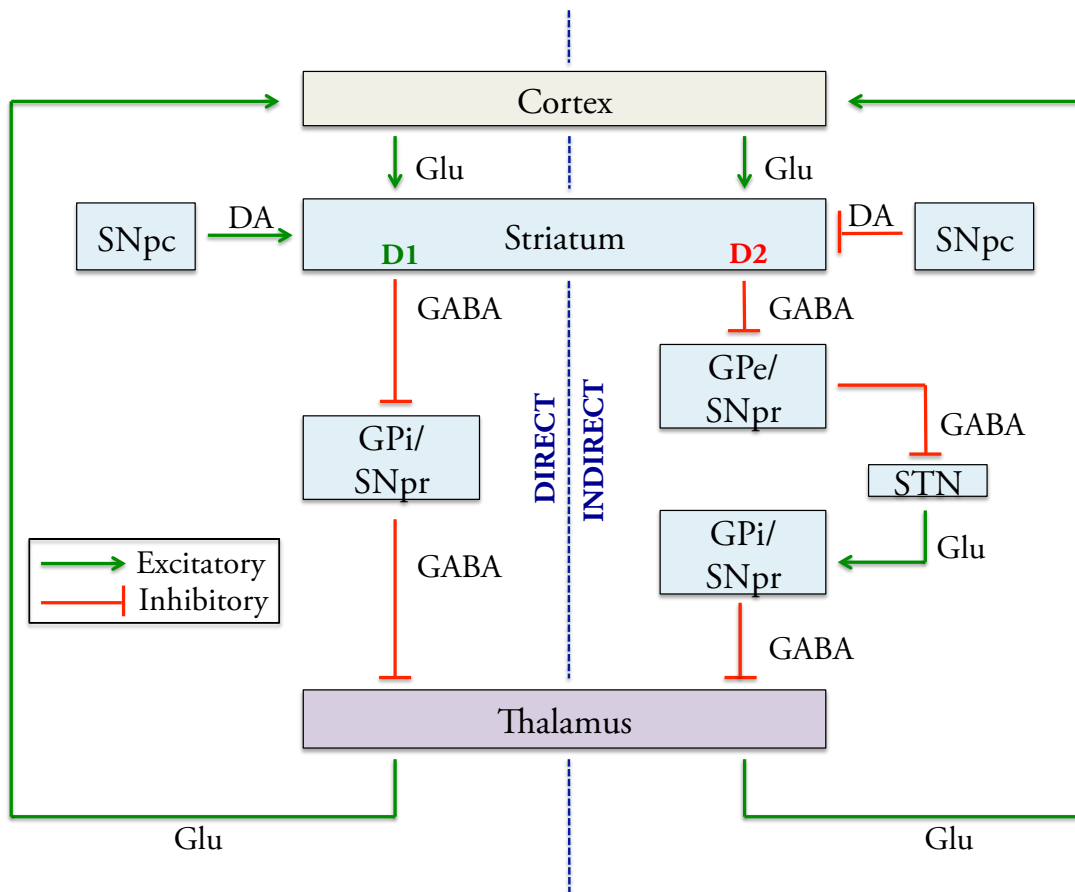 Cortex
Glu
Glu
SNpc
DA
Striatum
D1
D2
DA
SNpc
GABA
GABA
GPe/
SNpr
GPi/
SNpr
DIRECT
INDIRECT
GABA
STN
Glu
GPi/
SNpr
Excitatory
Inhibitory
GABA
GABA
Thalamus
Glu
Glu